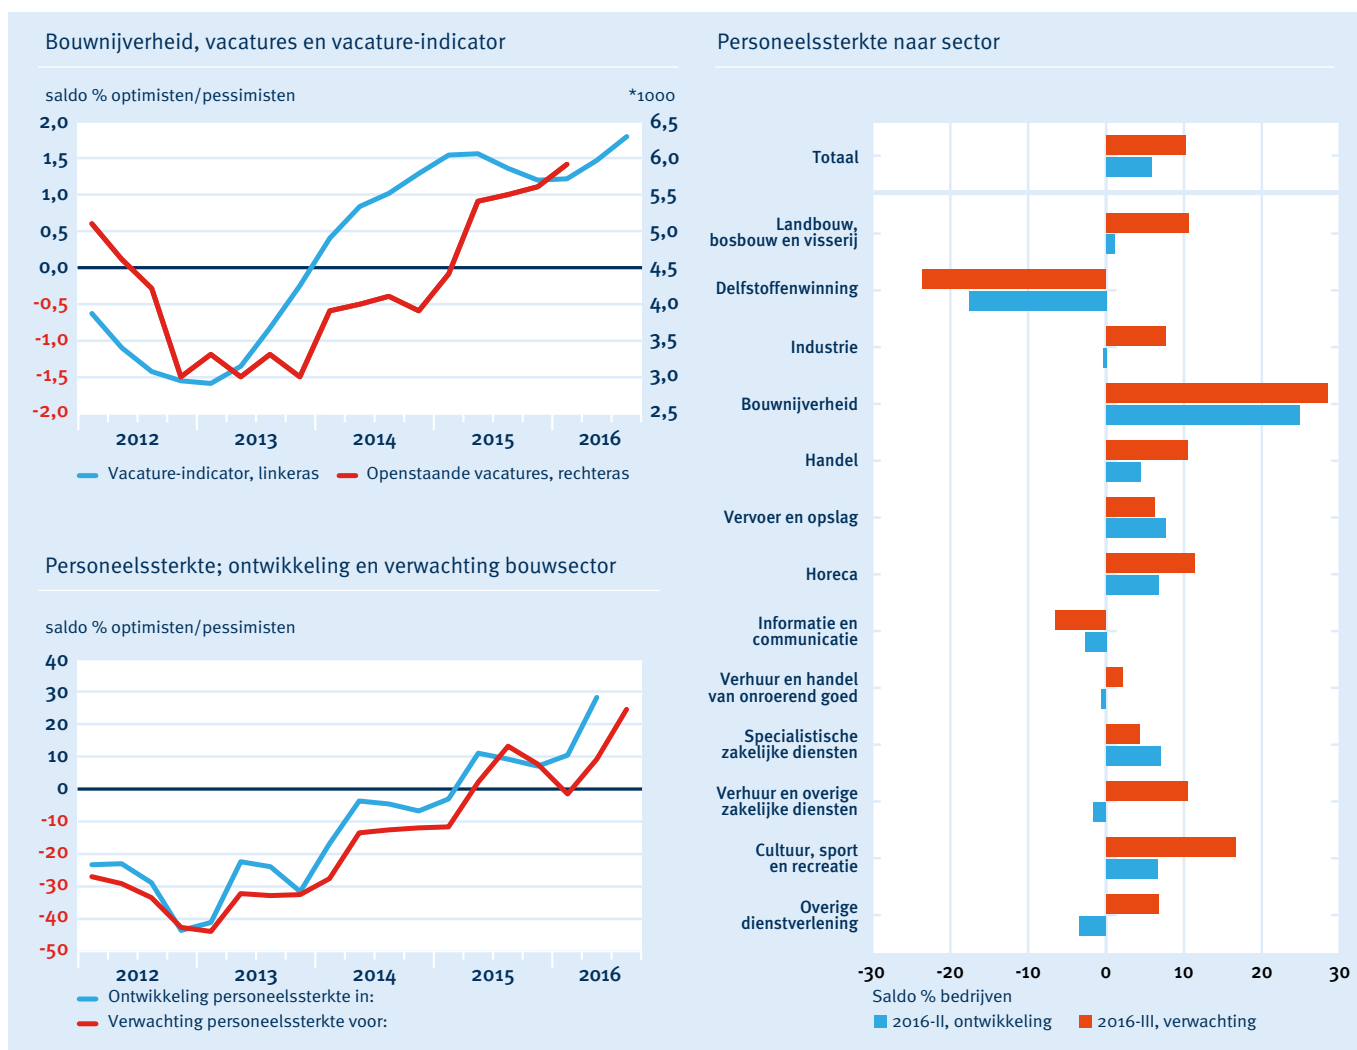 Bouwnijverheid, vacatures en vacature-indicator
saldo % optimisten/pessimisten
*1000
2,0
1,5
1,0
0,5
0,0
-0,5
-1,0
-1,5
-2,0
6,5
6,0
5,5
5,0
4,5
4,0
3,5
3,0
2,5
2012
2013
2014
2015
2016
Vacature-indicator, linkeras
Openstaande vacatures, rechteras
Personeelssterkte; ontwikkeling en verwachting bouwsector
saldo % optimisten/pessimisten
40
30
20
10
0
-10
-20
-30
-40
-50
2012
2013
2014
2015
2016
Ontwikkeling personeelssterkte in:
Verwachting personeelssterkte voor:
Personeelssterkte naar sector
Totaal
Landbouw,
bosbouw en visserij
Delfstoffenwinning
Industrie
Bouwnijverheid
Handel
Vervoer en opslag
Horeca
Informatie en
communicatie
Verhuur en handel
van onroerend goed
Specialistische
zakelijke diensten
Verhuur en overige
zakelijke diensten
Cultuur, sport
en recreatie
Overige
dienstverlening
-30
-20
-10
0
10
20
30
Saldo % bedrijven
2016-II, ontwikkeling
2016-III, verwachting